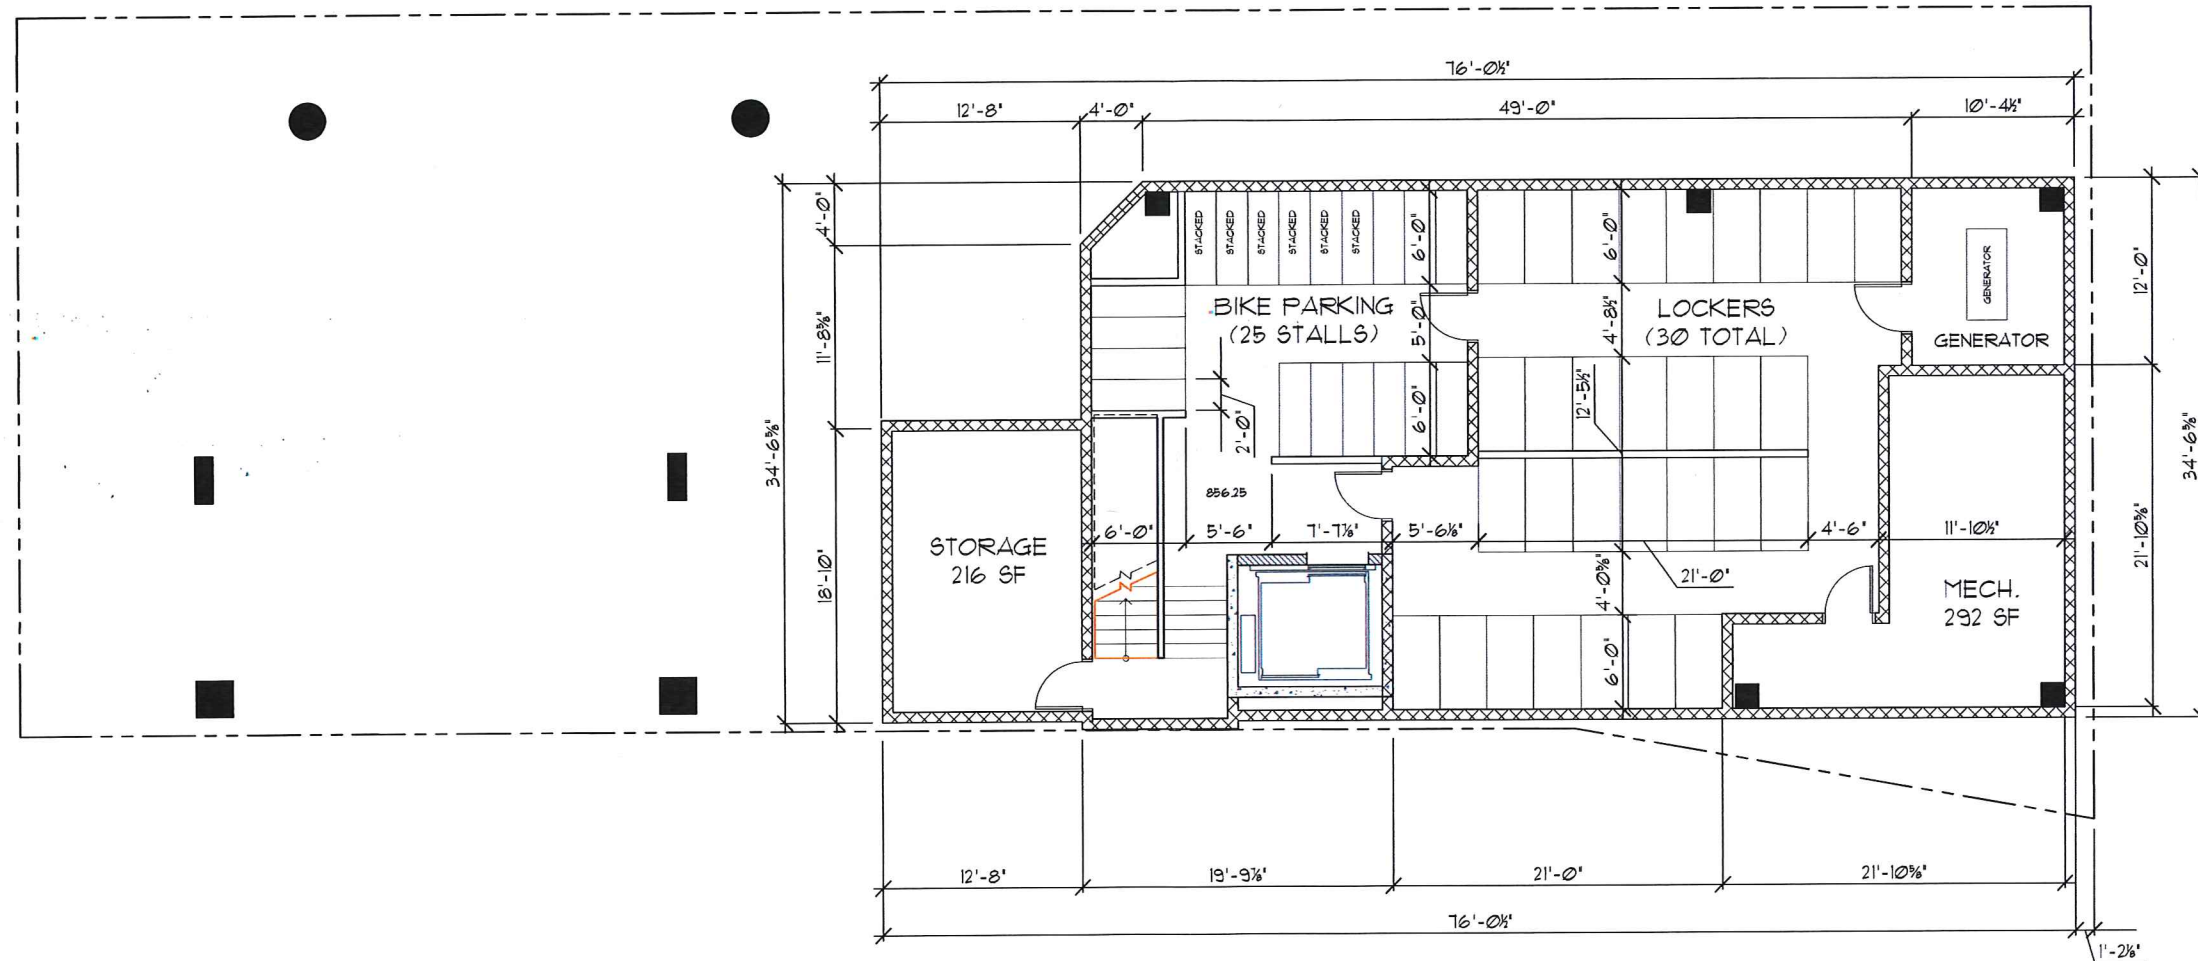 76'-0½"
12'-8"
4'-0"
49'-0"
10'-4½"
4'-0"
11'-8⅝"
34'-6⅝"
18'-10"
STACKED
STACKED
STACKED
STACKED
STACKED
STACKED
6'-0"
6'-0"
GENERATOR
12'-0"
BIKE PARKING
(25 STALLS)
5'-0"
LOCKERS
(30 TOTAL)
4'-8½"
GENERATOR
2'-0"
6'-0"
12'-5½"
34'-6⅝"
856.25
STORAGE
216 SF
6'-0"
5'-6"
7'-7⅞"
5'-6⅛"
4'-6"
11'-10½"
21'-0"
4'-0⅝"
21'-10⅝"
MECH.
292 SF
6'-0"
12'-8"
19'-9⅞"
21'-0"
21'-10⅝"
76'-0½"
1'-2⅛"